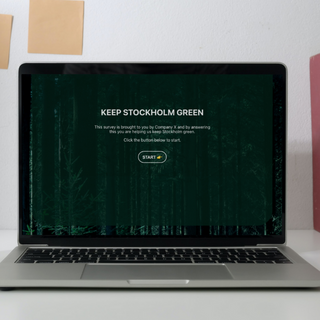 KEEP STOCKHOLM GREEN
This survey is brought to you by Company X and by answering
this you are helping us keep Stockholm green.
Click the button below to start.
START 👉